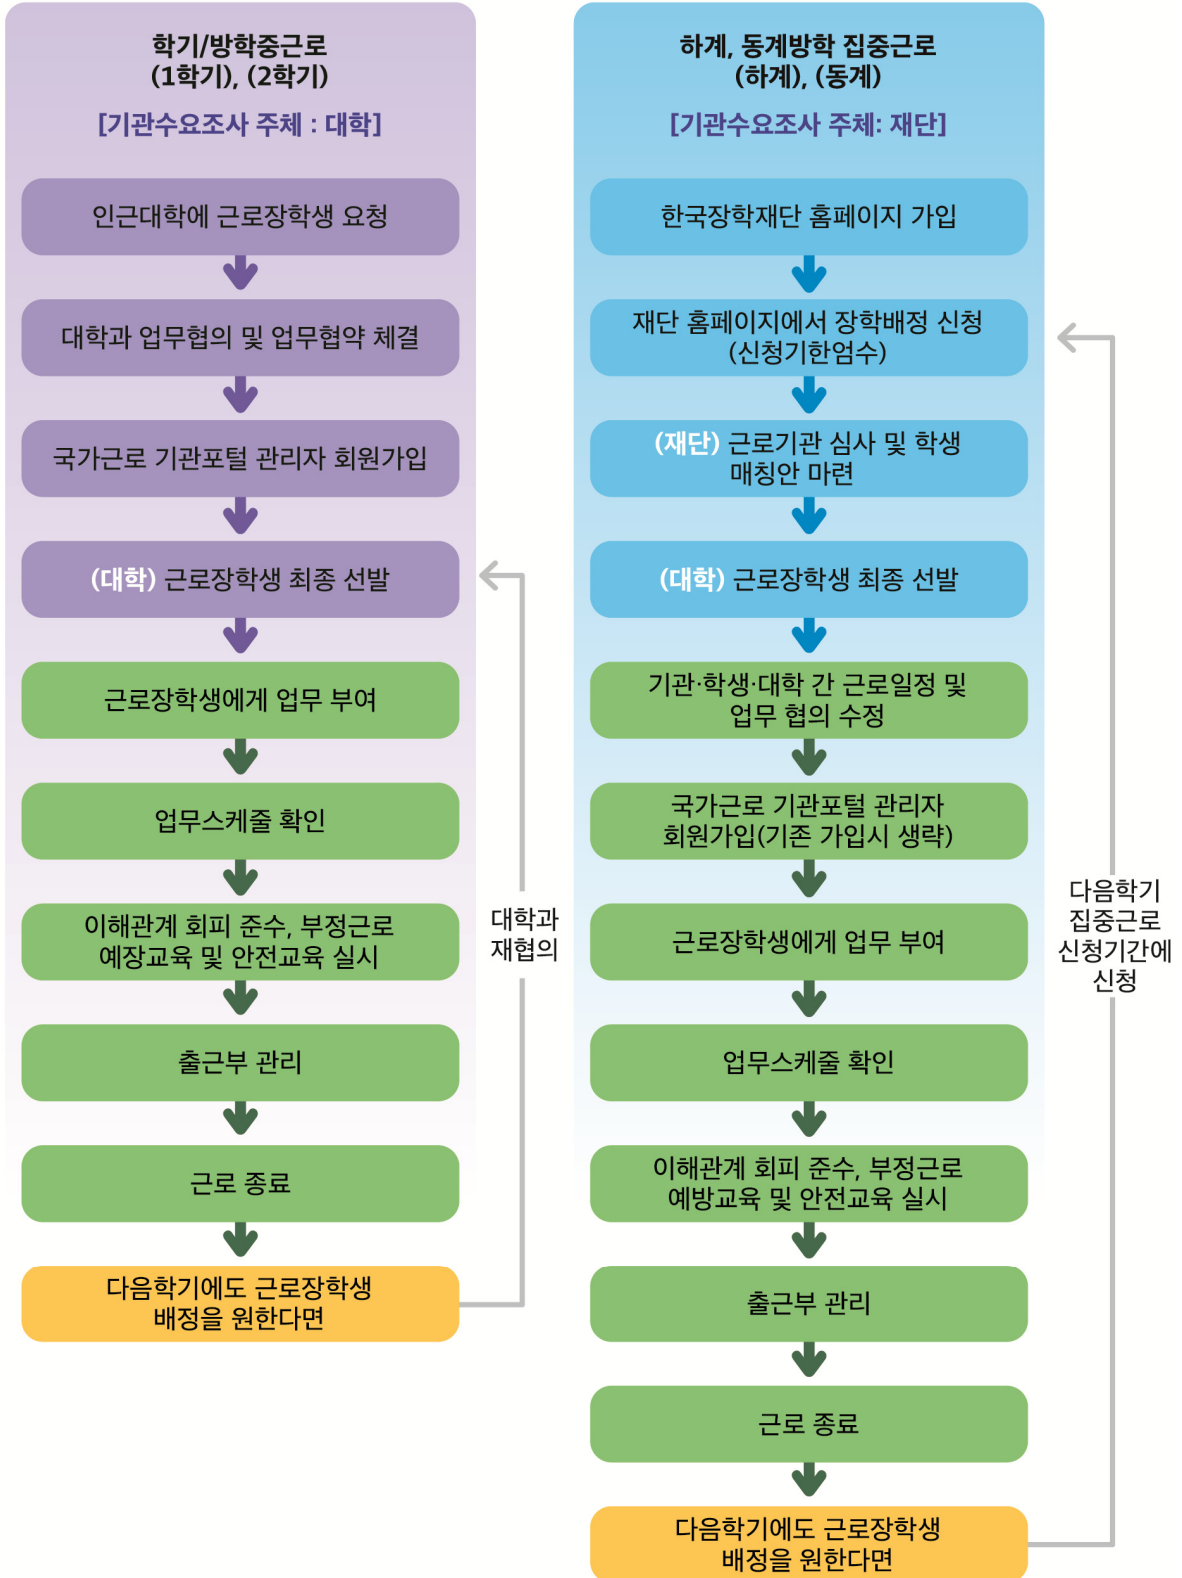 학기/방학중근로
(1학기), (2학기)
[기관수요조사 주체 : 대학]
인근대학에 근로장학생 요청
대학과 업무협의 및 업무협약 체결
국가근로 기관포털 관리자 회원가입
(대학) 근로장학생 최종 선발
근로장학생에게 업무 부여
업무스케줄 확인
이해관계 회피 준수, 부정근로
예장교육 및 안전교육 실시
출근부 관리
근로 종료
다음학기에도 근로장학생
배정을 원한다면
대학과
재협의
하계, 동계방학 집중근로
(하계), (동계)
[기관수요조사 주체: 재단]
한국장학재단 홈페이지 가입
재단 홈페이지에서 장학배정 신청
(신청기한엄수)
(재단) 근로기관 심사 및 학생
매칭안 마련
(대학) 근로장학생 최종 선발
기관·학생·대학 간 근로일정 및
업무 협의 수정
국가근로 기관포털 관리자
회원가입(기존 가입시 생략)
근로장학생에게 업무 부여
업무스케줄 확인
이해관계 회피 준수, 부정근로
예방교육 및 안전교육 실시
출근부 관리
근로 종료
다음학기에도 근로장학생
배정을 원한다면
다음학기
집중근로
신청기간에
신청